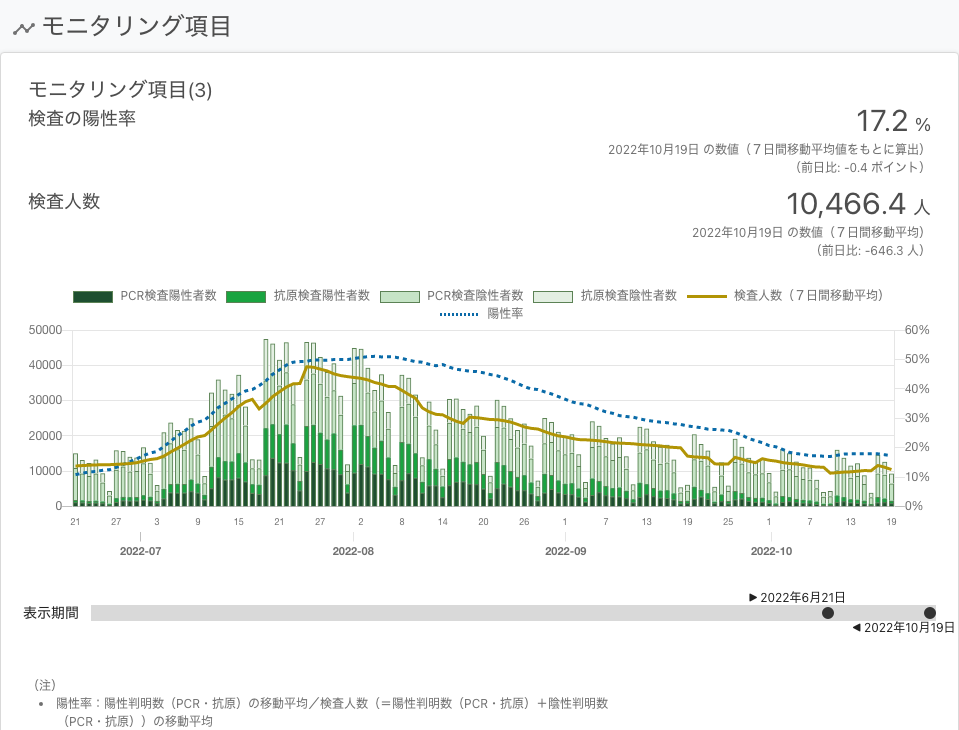 モニタリング項目
モニタリング項目(3)
検査の陽性率
17.2 %
2022年10月19日 の数値（７日間移動平均値をもとに算出）
（前日比: -0.4 ポイント）
検査人数
10,466.4 人
2022年10月19日 の数値（７日間移動平均）
（前日比: -646.3 人）
PCR検査陽性者数 抗原検査陽性者数 PCR検査陰性者数 抗原検査陰性者数 検査人数（７日間移動平均）
陽性率
50000 60%
50%
40000
40%
30000
30%
20000
20%
10000
10%
0 0%
21 27 3 9 15 21 27 2 8 14 20 26 1 7 13 19 25 1 7 13 19
2022-07 2022-08 2022-09 2022-10
▶ 2022年6月21日
表示期間
◀ 2022年10月19日
（注）
• 陽性率：陽性判明数（PCR・抗原）の移動平均／検査人数（＝陽性判明数（PCR・抗原）＋陰性判明数
（PCR・抗原））の移動平均